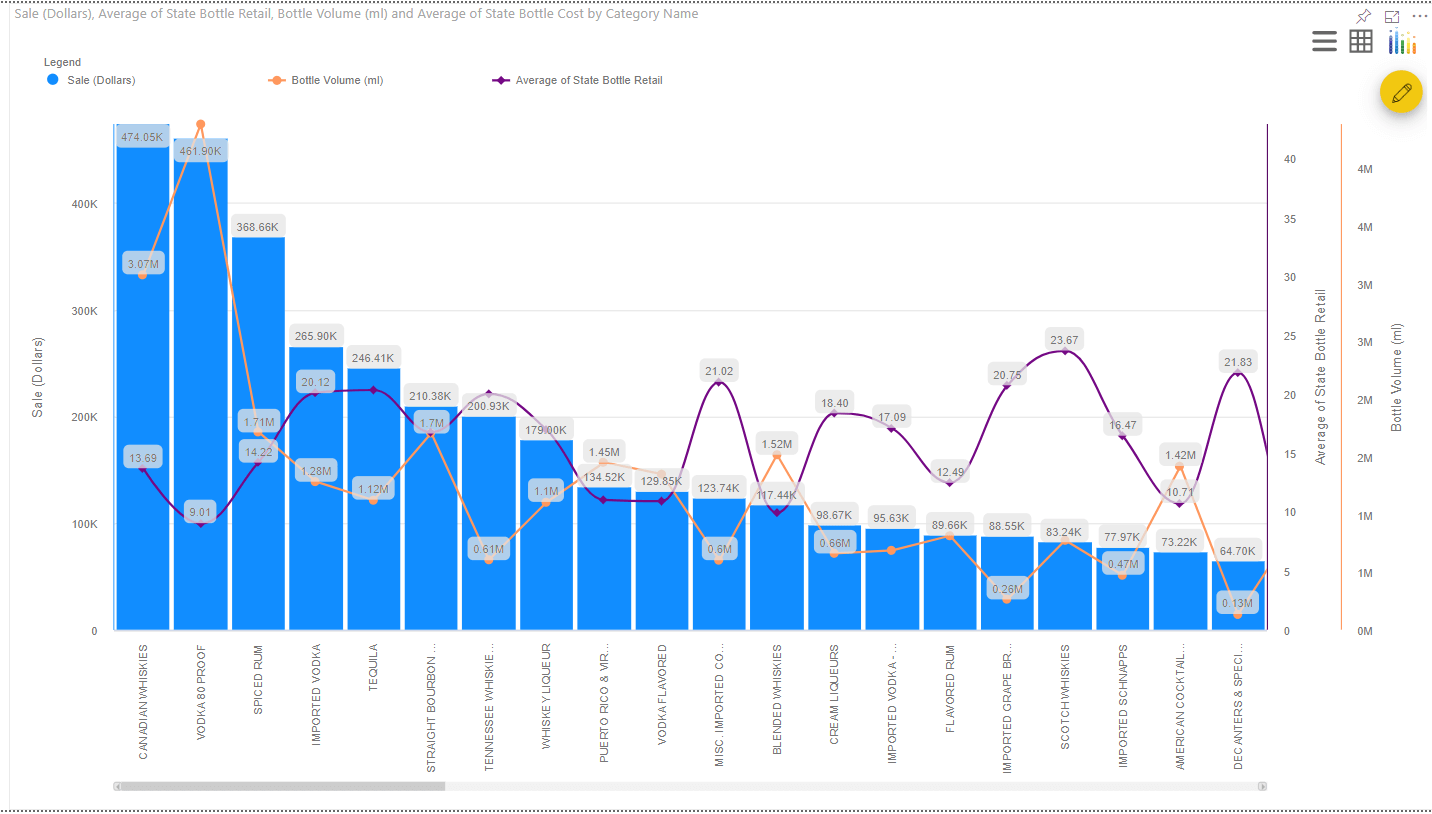 Sale (Dollars), Average of State Bottle Retail, Bottle Volume (ml) and Average of State Bottle Cost by Category Name
Legend
Sale (Dollars)
Bottle Volume (ml)
Average of State Bottle Retail
Sale (Dollars)
400K
300K
200K
100K
0
474.05K
461.90K
368.66K
265.90K
246.41K
210.38K
200.93K
179.00K
134.52K
129.85K
123.74K
117.44K
98.67K
95.63K
89.66K
88.55K
83.24K
77.97K
73.22K
64.70K
3.07M
1.71M
1.28M
1.12M
1.7M
0.61M
1.1M
1.45M
0.6M
1.52M
0.66M
0.26M
0.47M
1.42M
0.13M
13.69
9.01
14.22
20.12
21.02
18.40
17.09
12.49
20.75
23.67
16.47
10.71
21.83
40
35
30
25
20
15
10
5
0
Average of State Bottle Retail
4M
4M
3M
3M
2M
2M
1M
1M
0M
Bottle Volume (ml)
CANADIAN WHISKIES
VODKA 80 PROOF
SPICED RUM
IMPORTED VODKA
TEQUILA
STRAIGHT BOURBON ...
TENNESSEE WHISKIE...
WHISKEY LIQUEUR
PUERTO RICO & VIR...
VODKA FLAVORED
MISC. IMPORTED CO...
BLENDED WHISKIES
CREAM LIQUEURS
IMPORTED VODKA - ...
FLAVORED RUM
IMPORTED GRAPE BR...
SCOTCH WHISKIES
IMPORTED SCHNAPPS
AMERICAN COCKTAIL...
DECANTERS & SPECI...